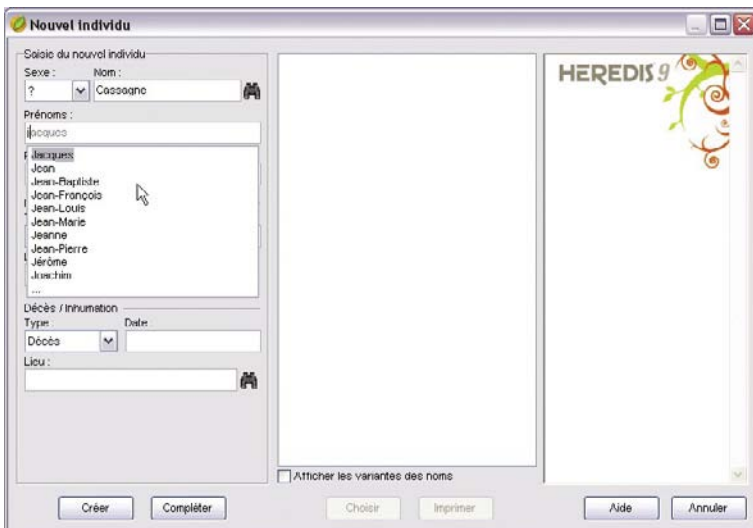 Nouvel individu
Saisie du nouvel individu
Sexe : Nom :
? Cassagne
Prénoms :
jacques
Jacques
Jean
Jean-Baptiste
Jean-François
Jean-Louis
Jean-Marie
Jeanne
Jean-Pierre
Jérôme
Joachim
...
Décès / Inhumation
Type : Date
Décès
Lieu :
Afficher les variantes des noms
HEREDIS 9
Créer Compléter Choisir Imprimer Aide Annuler